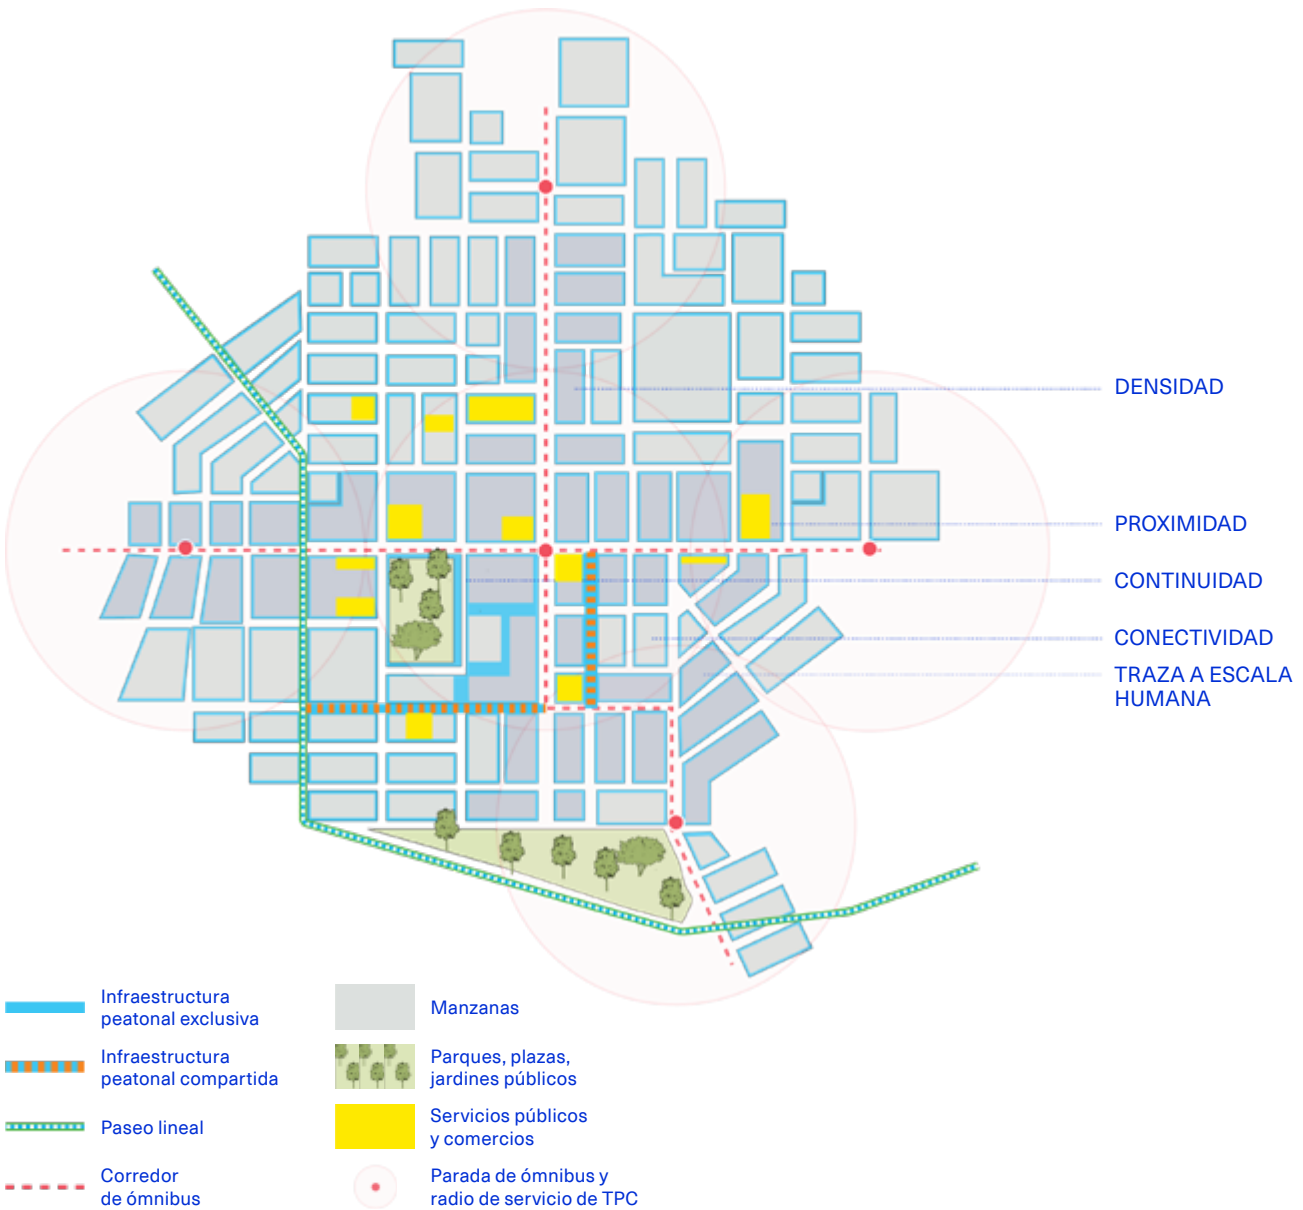 DENSIDAD
PROXIMIDAD
CONTINUIDAD
CONECTIVIDAD
TRAZA A ESCALA
HUMANA
Infraestructura
peatonal exclusiva
Infraestructura
peatonal compartida
Paseo lineal
Corredor
de ómnibus
Manzanas
Parques, plazas,
jardines públicos
Servicios públicos
y comercios
Parada de ómnibus y
radio de servicio de TPC